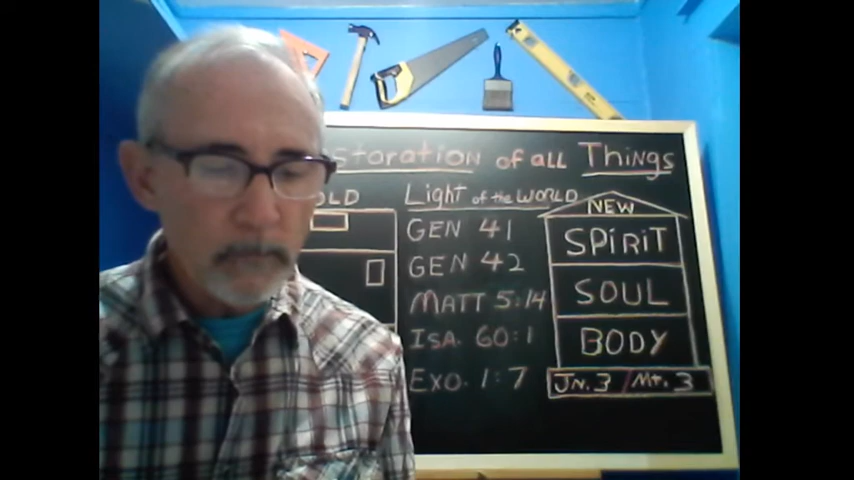 storation of all Things
OLD
Light of the WORLD
NEW
GEN 41
SPiRiT
GEN 42
MATT 5:14
SOUL
ISA. 60:1
BODY
EXO. 1:7
JN. 3 / Mt. 3